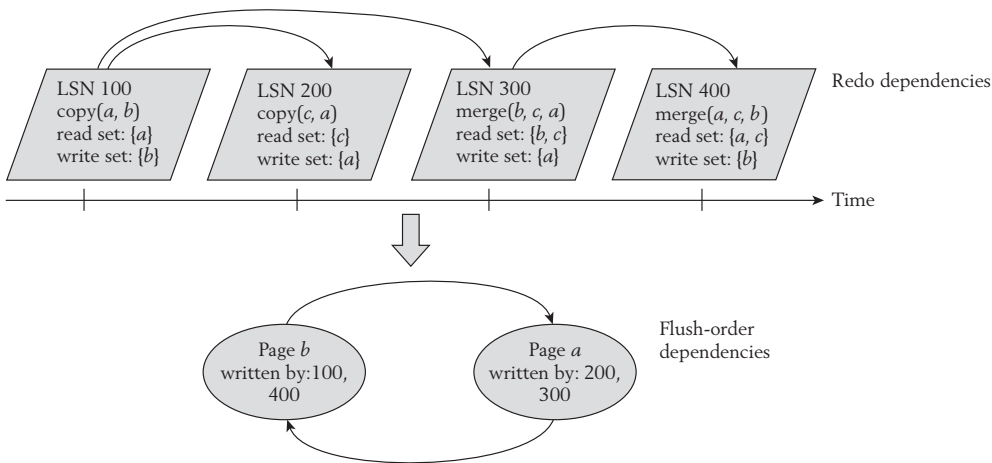 LSN 100
copy(a, b)
read set: {a}
write set: {b}
LSN 200
copy(c, a)
read set: {c}
write set: {a}
LSN 300
merge(b, c, a)
read set: {b, c}
write set: {a}
LSN 400
merge(a, c, b)
read set: {a, c}
write set: {b}
Redo dependencies
Time
Page b
written by:100,
400
Page a
written by: 200,
300
Flush-order
dependencies